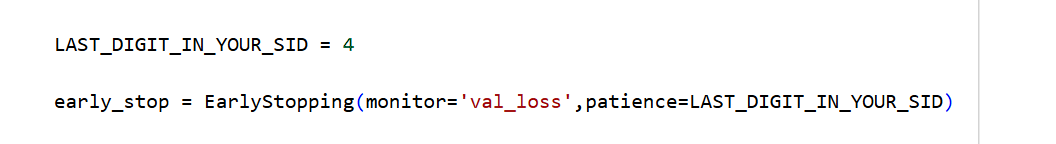 LAST_DIGIT_IN_YOUR_SID = 4
early_stop = EarlyStopping(monitor='val_loss',patience=LAST_DIGIT_IN_YOUR_SID)